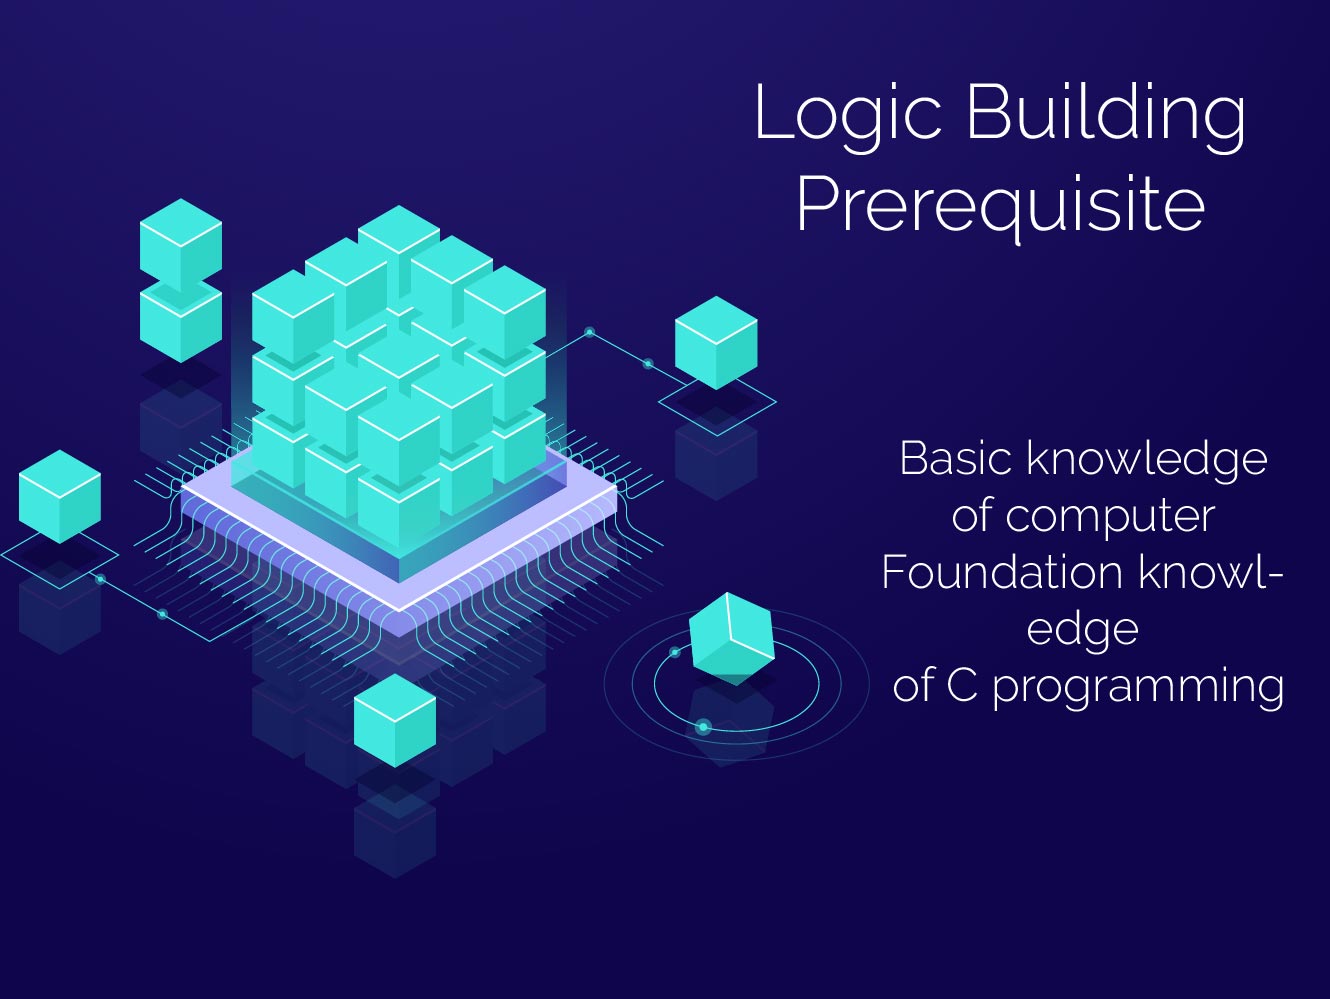 Logic Building
Prerequisite
Basic knowledge
of computer
Foundation knowl-
edge
of C programming